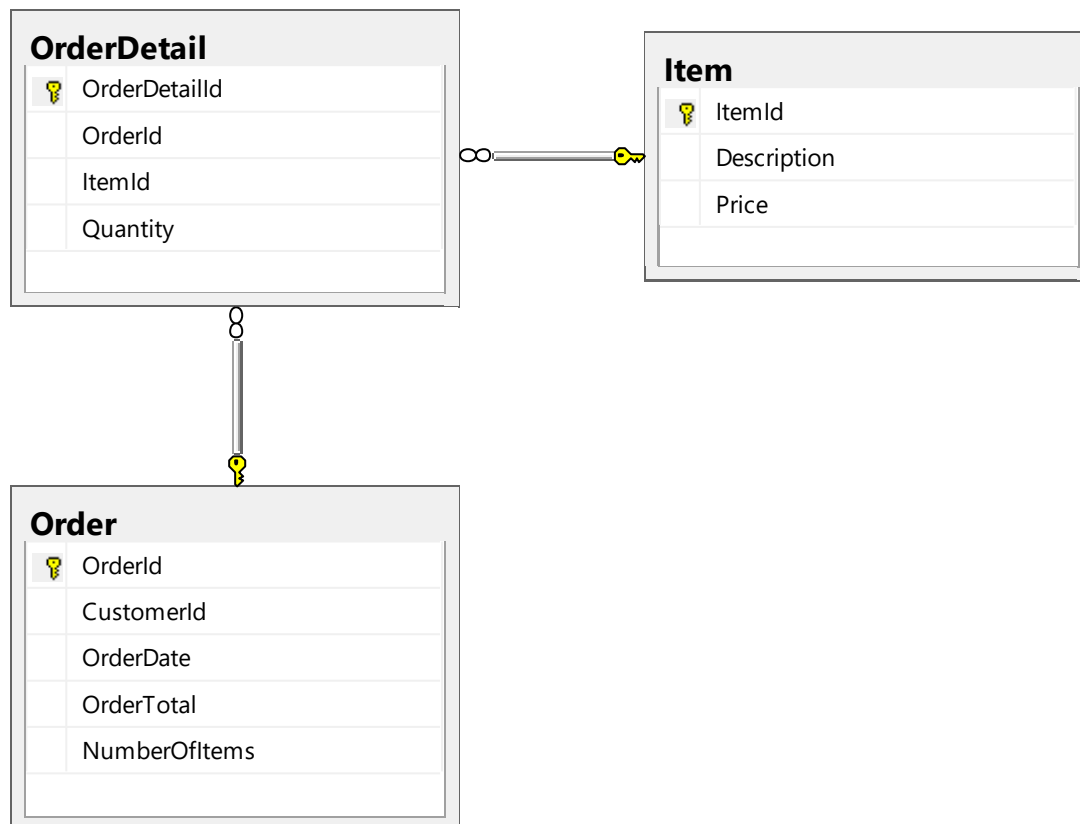 OrderDetail
OrderDetailId
OrderId
ItemId
Quantity
Item
ItemId
Description
Price
Order
OrderId
CustomerId
OrderDate
OrderTotal
NumberOfItems